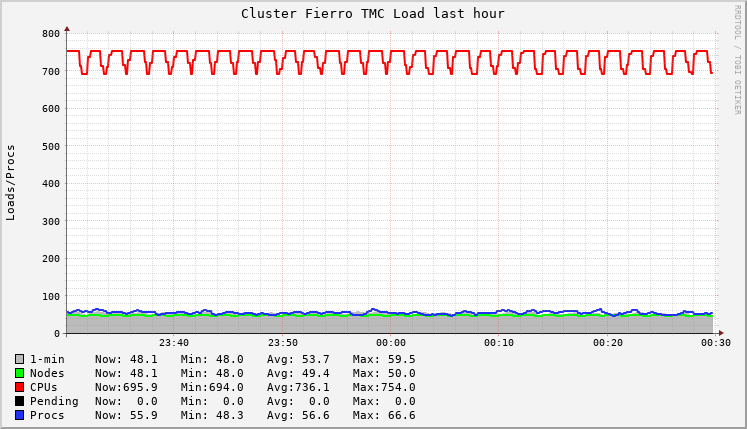 Cluster Fierro TMC Load last hour
RRDTOOL / TOBI OETIKER
Loads/Procs
800
700
600
500
400
300
200
100
0
23:40 23:50 00:00 00:10 00:20 00:30
1-min Now: 48.1 Min: 48.0 Avg: 53.7 Max: 59.5
Nodes Now: 48.1 Min: 48.0 Avg: 49.4 Max: 50.0
CPUs Now:695.9 Min:694.0 Avg:736.1 Max:754.0
Pending Now: 0.0 Min: 0.0 Avg: 0.0 Max: 0.0
Procs Now: 55.9 Min: 48.3 Avg: 56.6 Max: 66.6